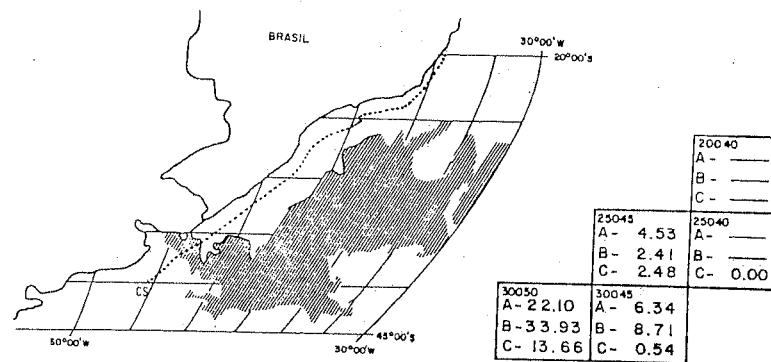 BRASIL
30°00'W
20°00'S
CS
50°00'W
30°00'W
45°00'S
20040
A - ——
B - ——
C - ——
25045
A - 4.53
B - 2.41
C - 2.48
25040
A - ——
B - ——
C - 0.00
30050
A - 22.10
B - 33.93
C - 13.66
30045
A - 6.34
B - 8.71
C - 0.54